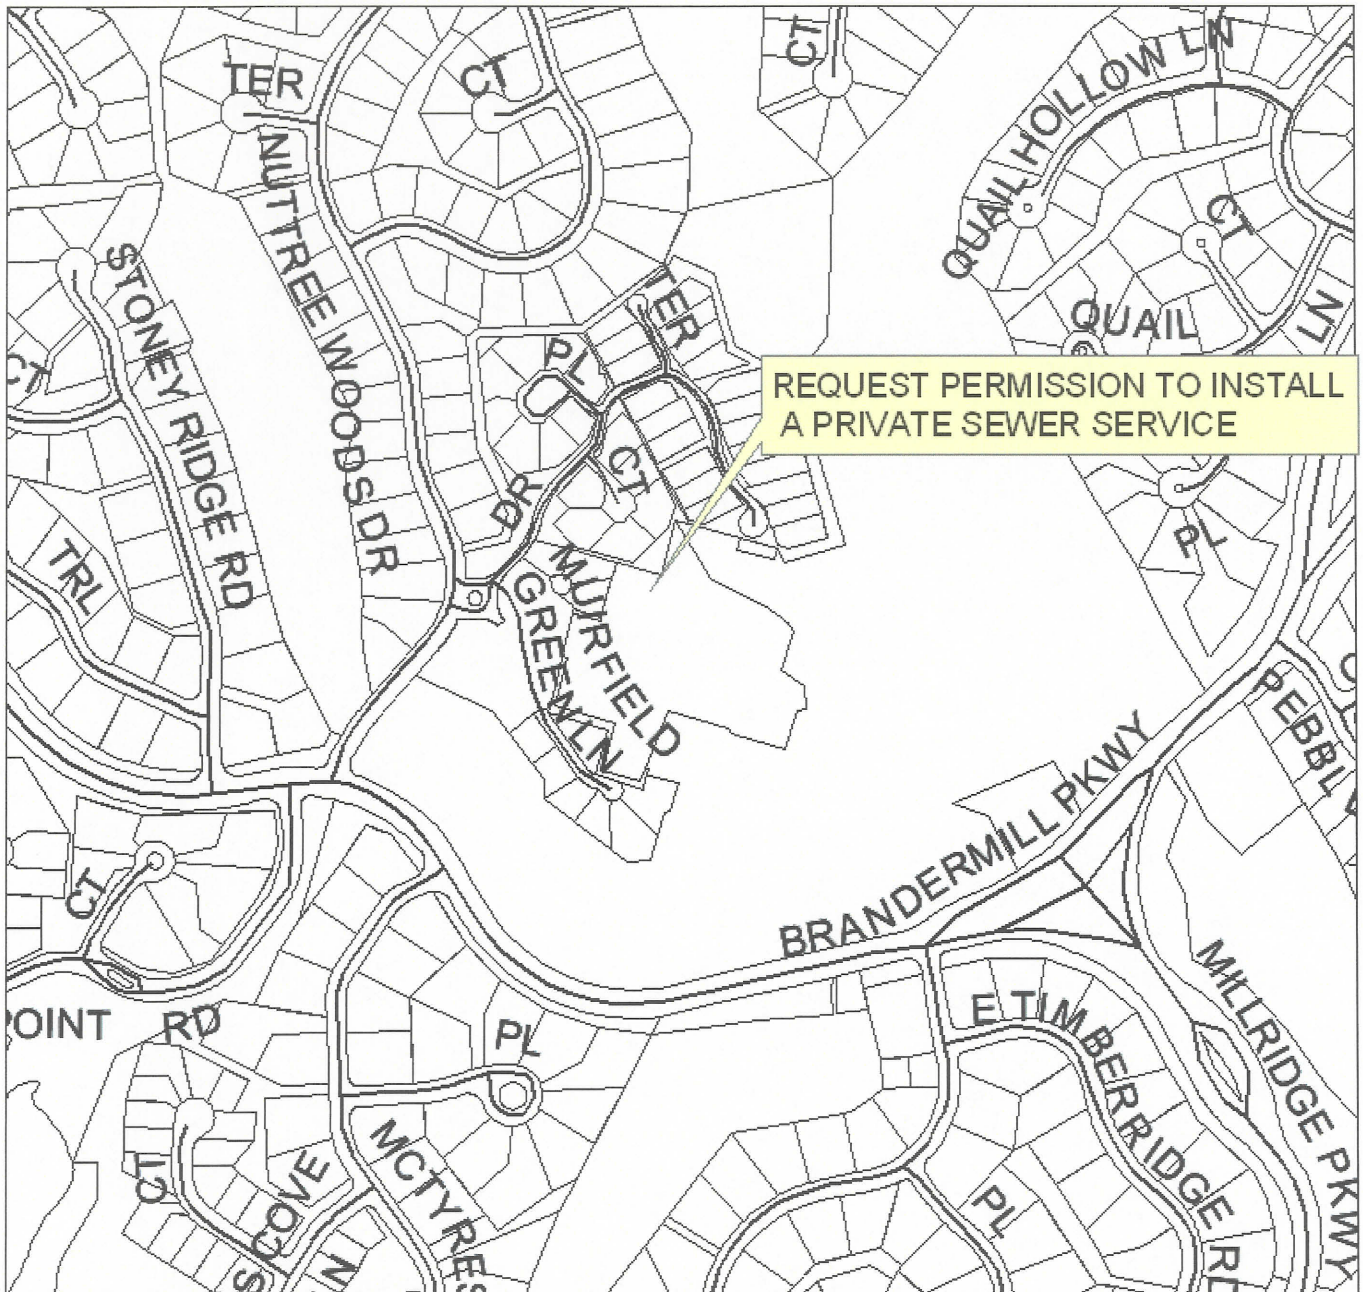 TER
CT
CT
QUAIL HOLLOW LN
NUTTREE WOODS DR
STONEY RIDGE RD
CT
QUAIL
LN
TER
PL
CT
REQUEST PERMISSION TO INSTALL
A PRIVATE SEWER SERVICE
CT
DR
PL
TRL
MUIRFIELD
GREEN LN
PEBBL
BRANDERMILL PKWY
CT
MILLRIDGE PKWY
OINT RD
PL
E TIMBERRIDGE RD
CT
S COVE
MCTYRES
PL
N